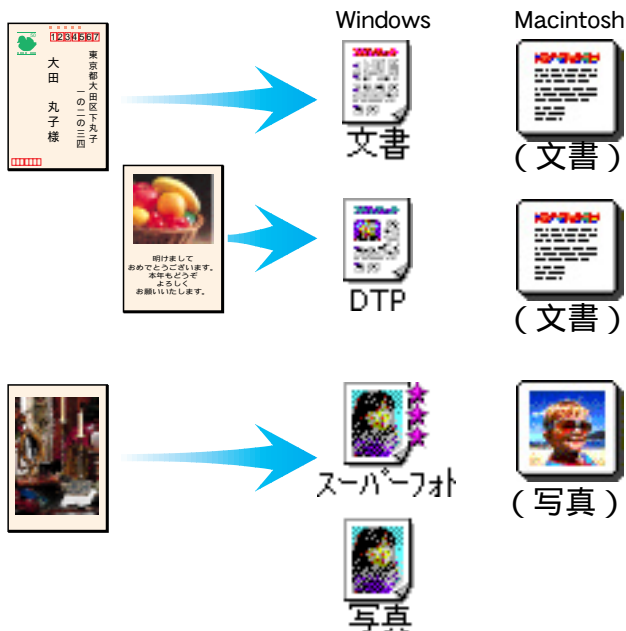 Windows
Macintosh
1234567
東京都大田区下丸子
一の二の三四
大田 丸子様
文書
(文書)
明けまして
おめでとうございます。
本年もどうぞ
よろしく
お願いいたします。
DTP
(文書)
スーパーフォト
(写真)
写真